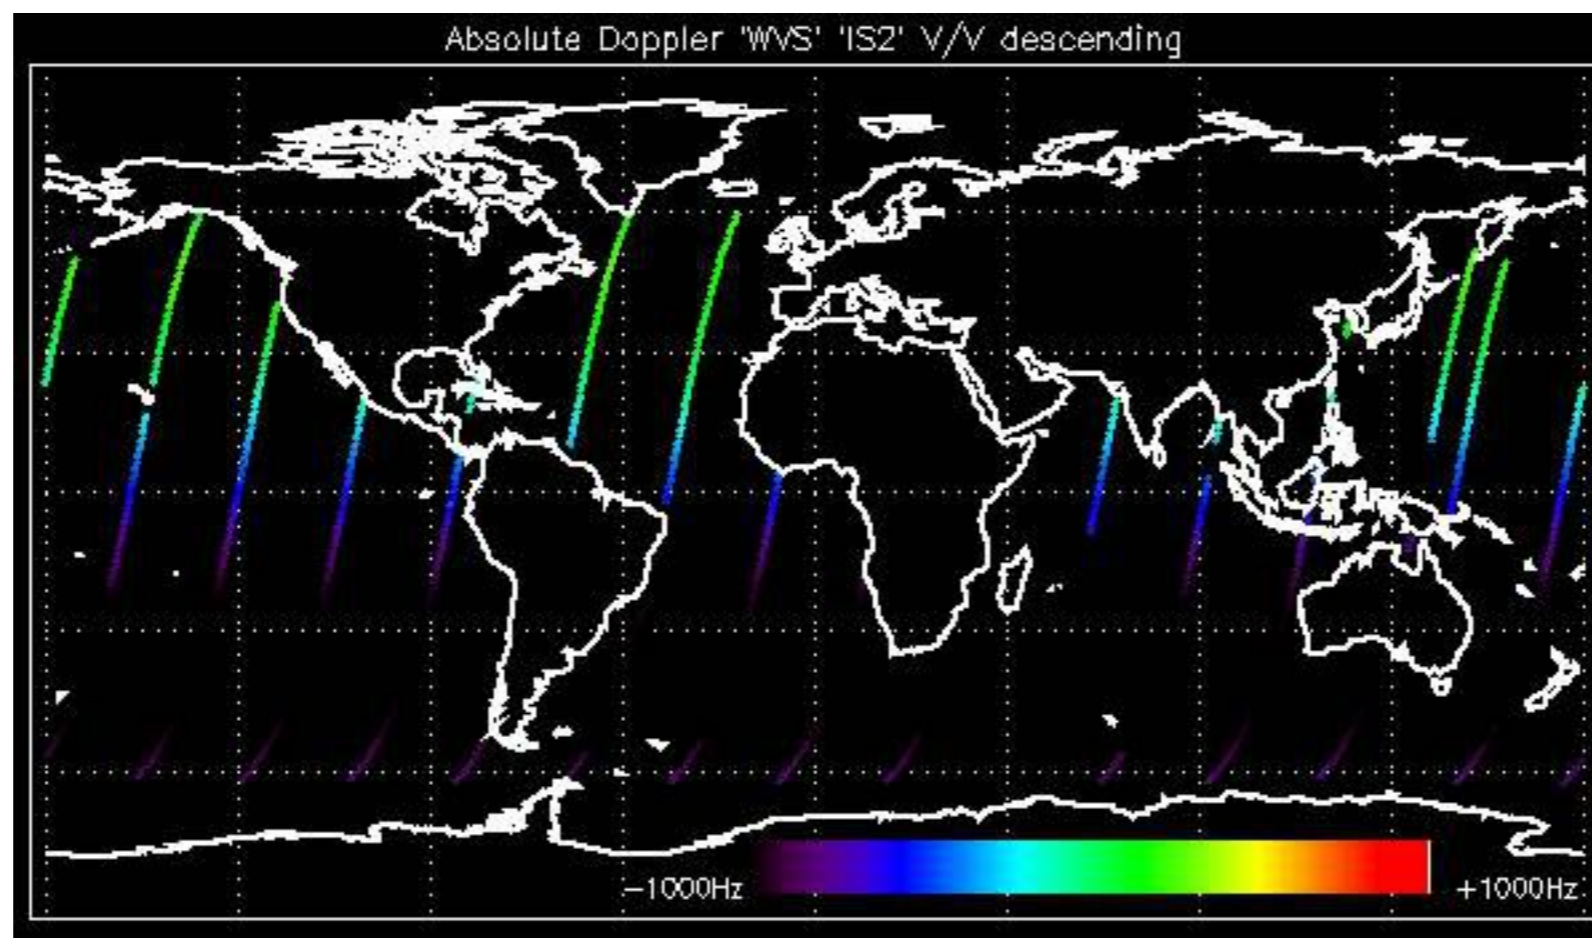 Absolute Doppler 'WVS' 'IS2' V/V descending
-1000Hz
+1000Hz